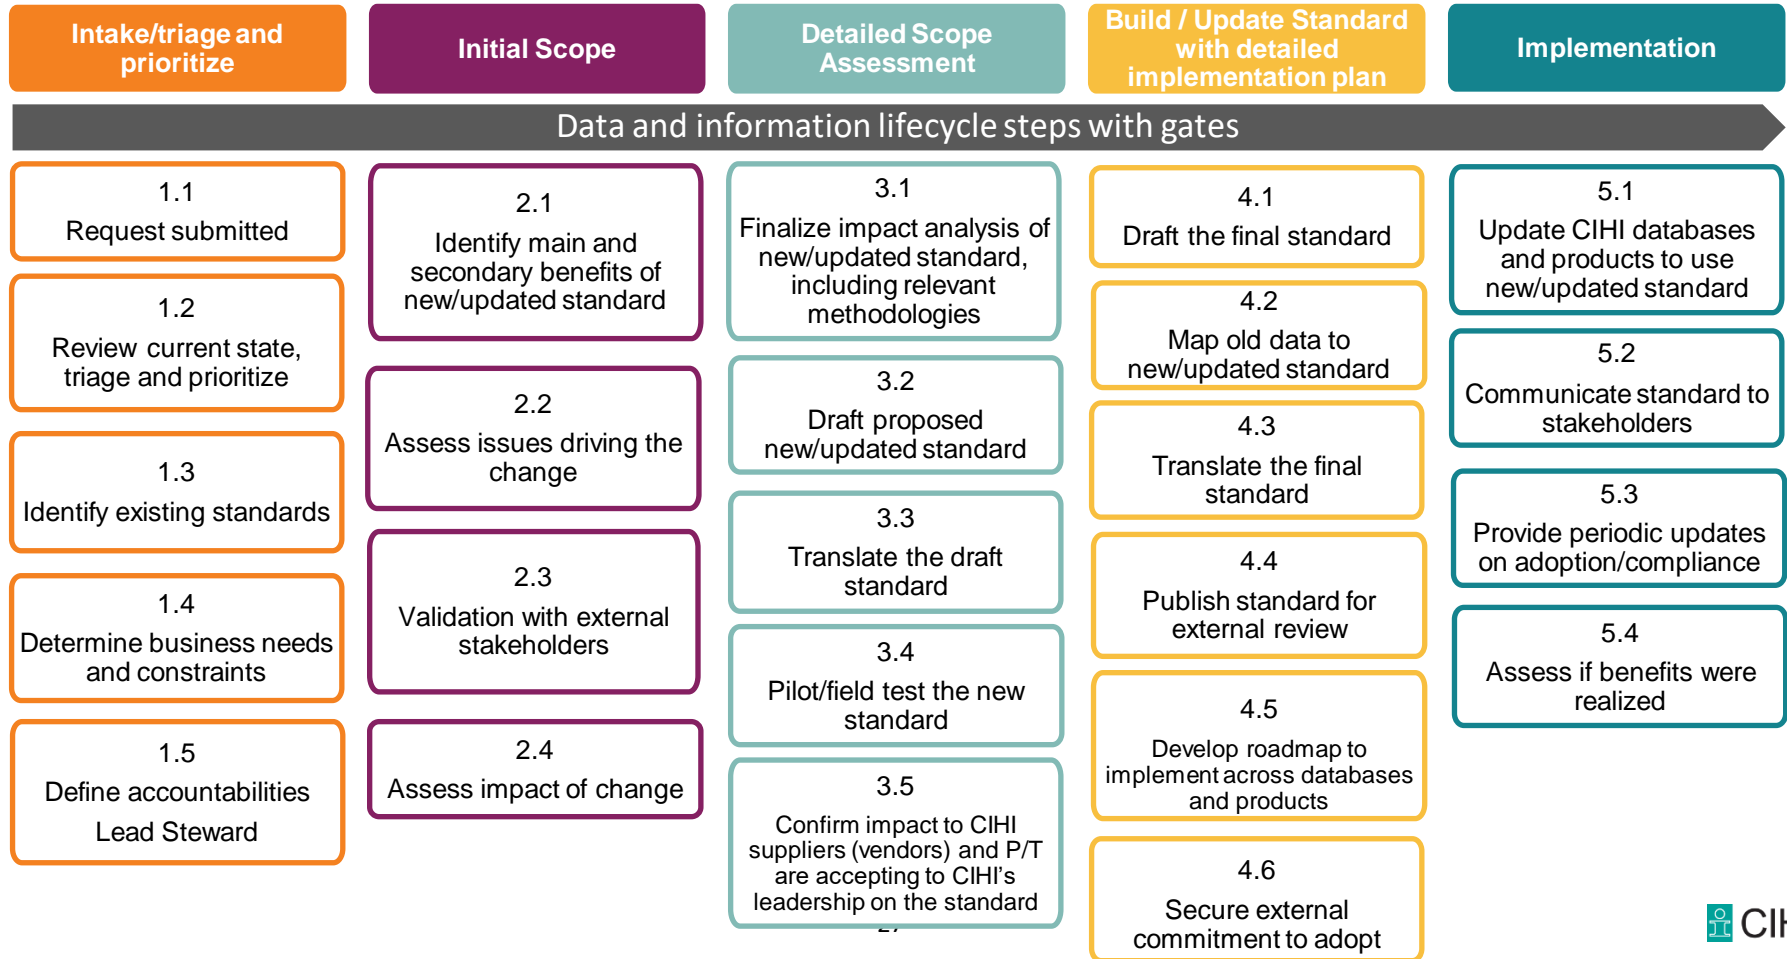 Intake/triage and
prioritize
Initial Scope
Detailed Scope
Assessment
Build / Update Standard
with detailed
implementation plan
Implementation
Data and information lifecycle steps with gates
1.1
Request submitted
1.2
Review current state,
triage and prioritize
1.3
Identify existing standards
1.4
Determine business needs
and constraints
1.5
Define accountabilities
Lead Steward
2.1
Identify main and
secondary benefits of
new/updated standard
2.2
Assess issues driving the
change
2.3
Validation with external
stakeholders
2.4
Assess impact of change
3.1
Finalize impact analysis of
new/updated standard,
including relevant
methodologies
3.2
Draft proposed
new/updated standard
3.3
Translate the draft
standard
3.4
Pilot/field test the new
standard
3.5
Confirm impact to CIHI
suppliers (vendors) and P/T
are accepting to CIHI's
leadership on the standard
4.1
Draft the final standard
4.2
Map old data to
new/updated standard
4.3
Translate the final
standard
4.4
Publish standard for
external review
4.5
Develop roadmap to
implement across databases
and products
4.6
Secure external
commitment to adopt
5.1
Update CIHI databases
and products to use
new/updated standard
5.2
Communicate standard to
stakeholders
5.3
Provide periodic updates
on adoption/compliance
5.4
Assess if benefits were
realized